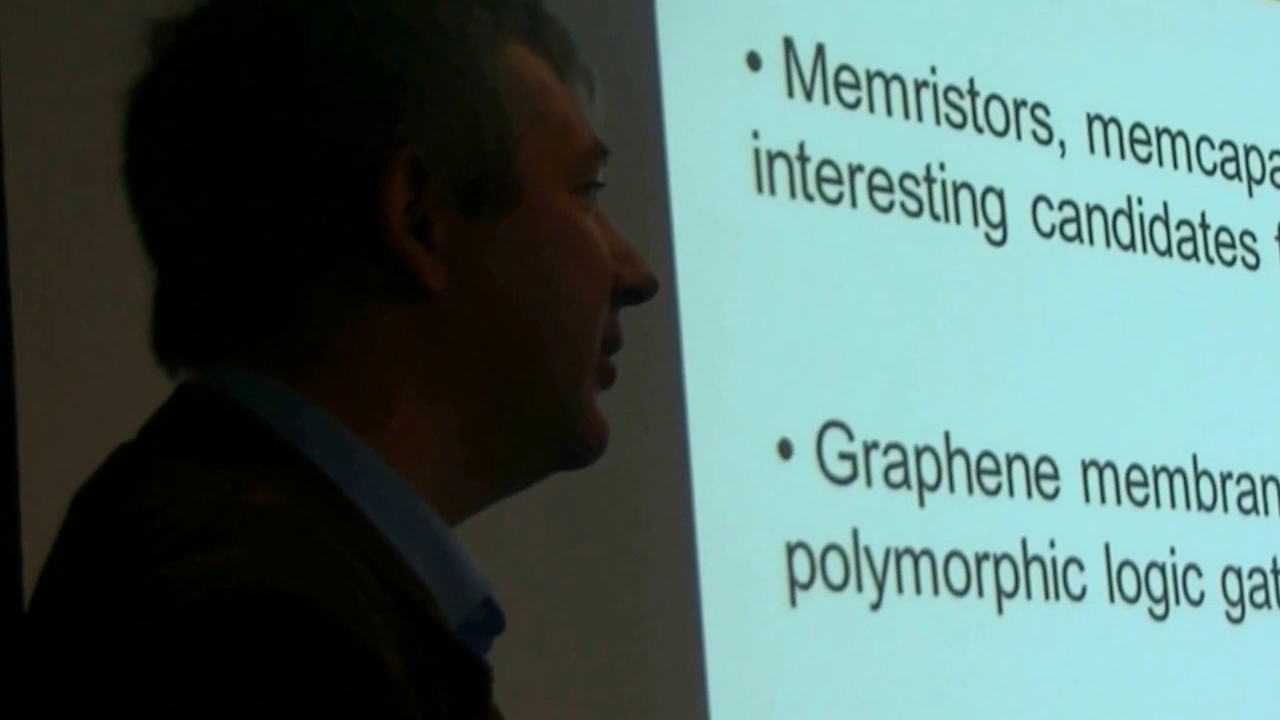 • Memristors, memcapa
interesting candidates
• Graphene membran
polymorphic logic gat